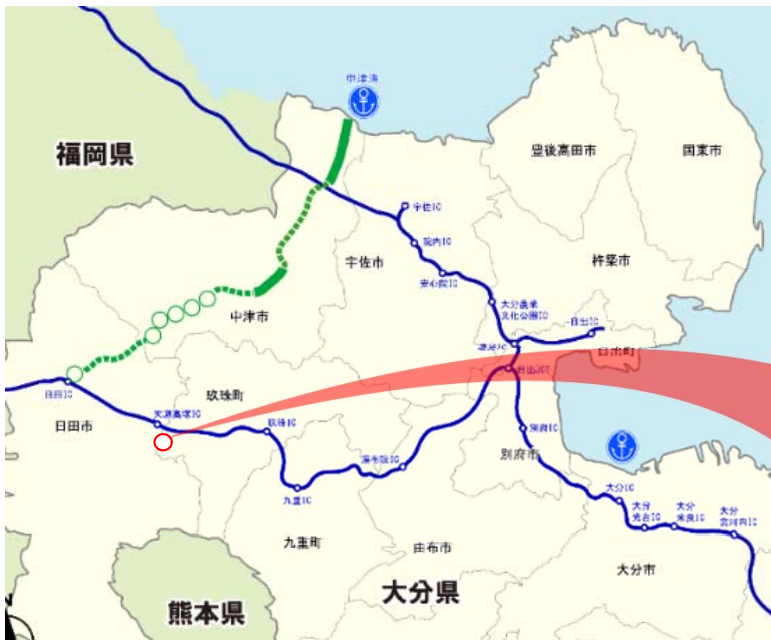 中津港
福岡県
豊後高田市
国東市
宇佐IC
院内IC
宇佐市
安心院IC
杵築市
大分農業
文化公園IC
中津市
日出IC
速見IC
日出町
日出JCT
日田IC
玖珠町
天瀬高塚IC
日田市
玖珠IC
別府IC
湯布院IC
別府市
九重IC
大分IC
大分
光吉IC
大分
米良IC
大分
宮河内IC
九重町
由布市
大分市
大分県
熊本県
N